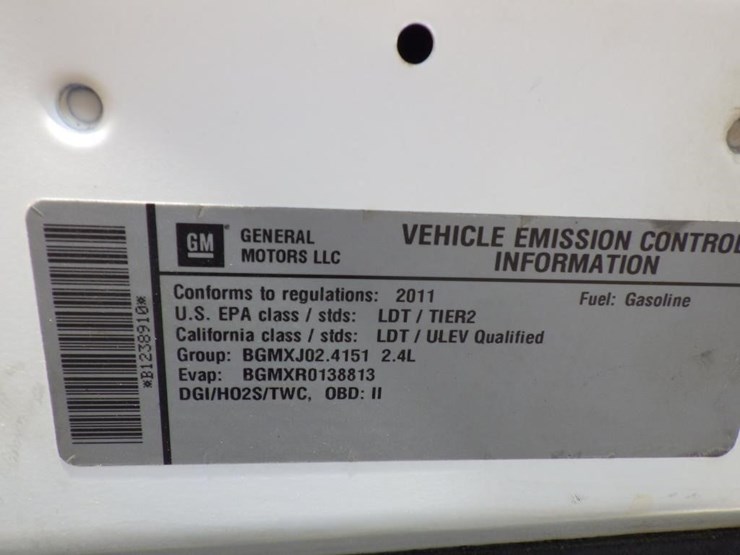 GM
GENERAL
MOTORS LLC
VEHICLE EMISSION CONTROL
INFORMATION
Conforms to regulations: 2011
Fuel: Gasoline
U.S. EPA class / stds: LDT / TIER2
California class / stds: LDT / ULEV Qualified
Group: BGMXJ02.4151 2.4L
Evap: BGMXR0138813
DGI/HO2S/TWC, OBD: II
*B1238910*